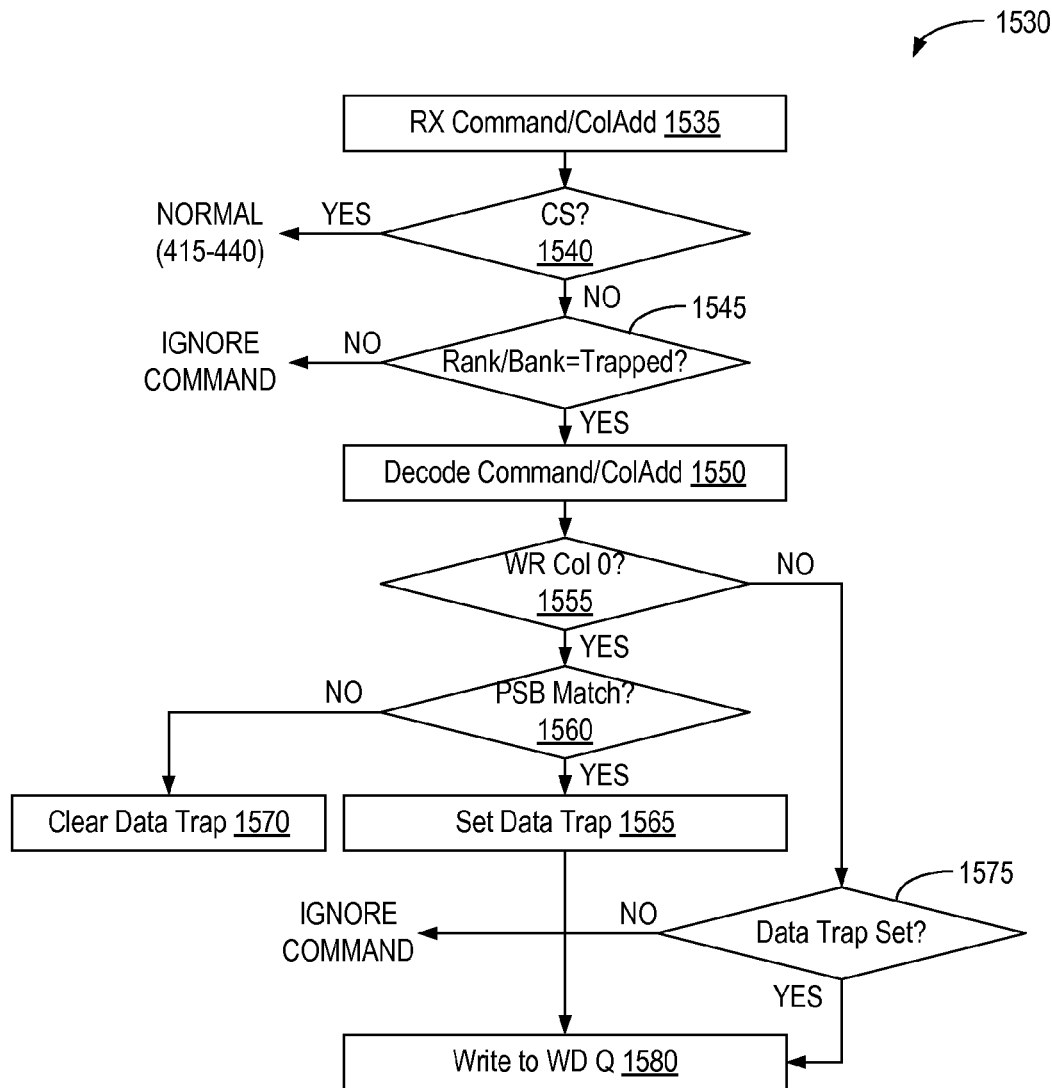 1530
RX Command/ColAdd 1535
NORMAL
(415-440)
YES
CS?
1540
NO
1545
IGNORE
COMMAND
NO
Rank/Bank=Trapped?
YES
Decode Command/ColAdd 1550
WR Col 0?
1555
NO
YES
NO
PSB Match?
1560
YES
Clear Data Trap 1570
Set Data Trap 1565
1575
IGNORE
COMMAND
NO
Data Trap Set?
YES
Write to WD Q 1580